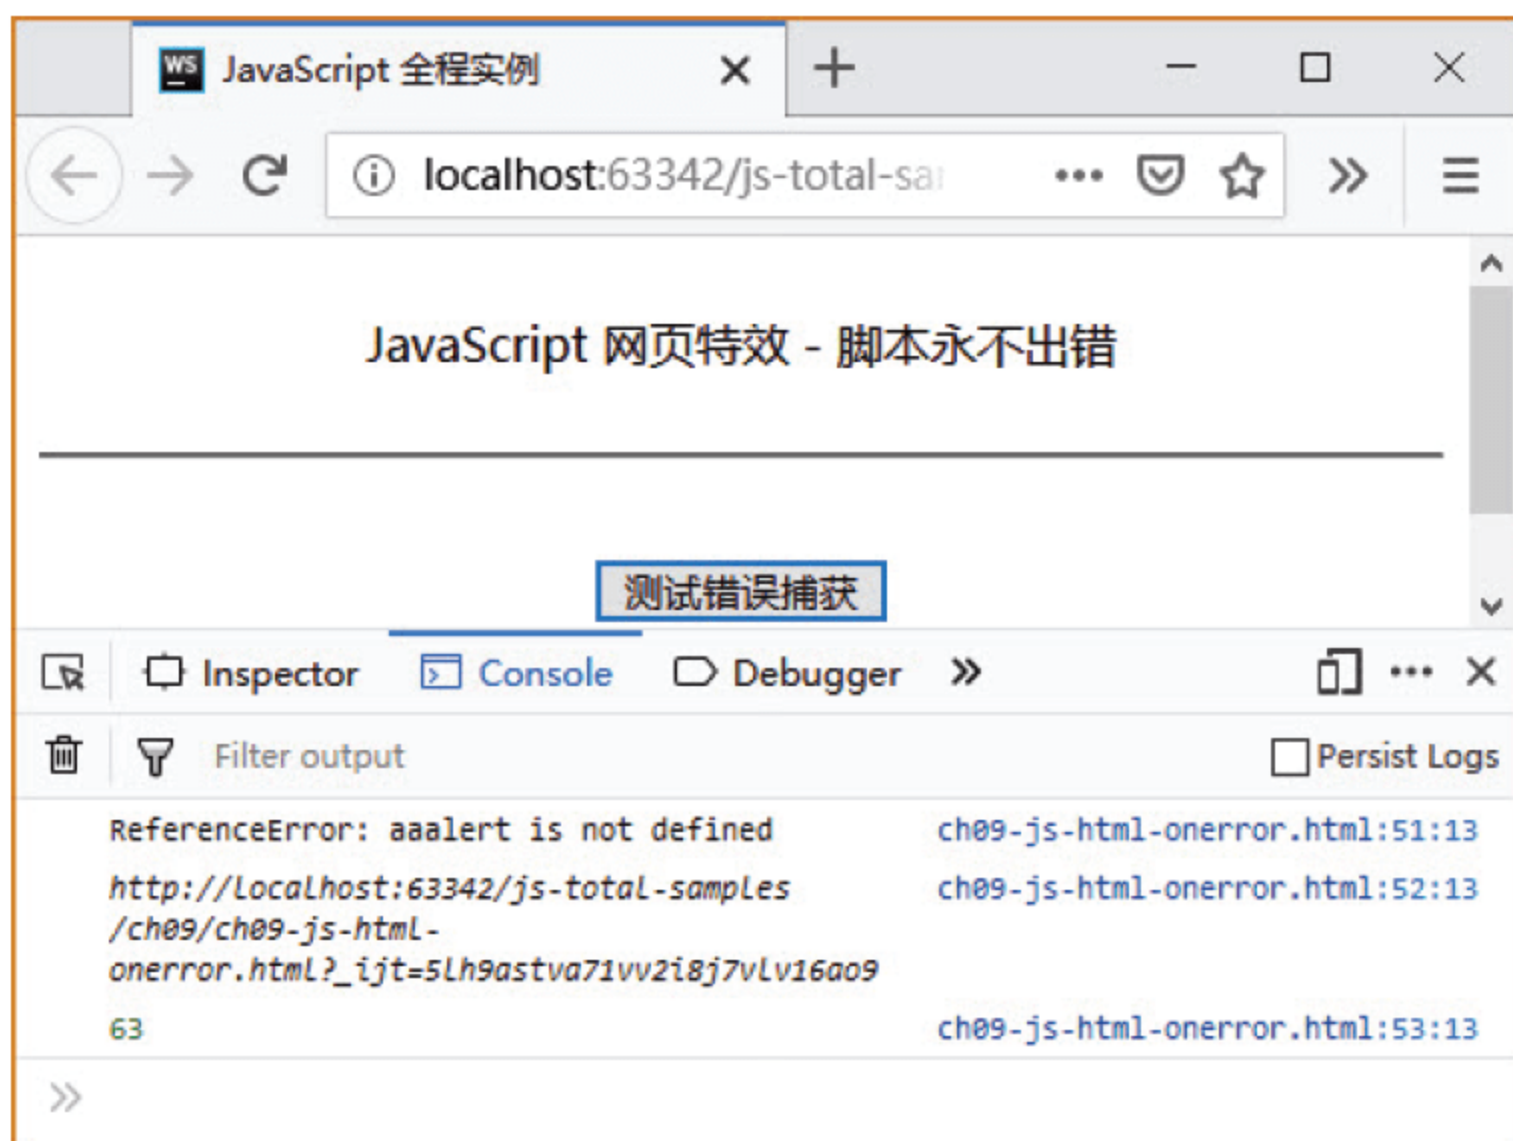 WS JavaScript 全程实例
localhost:63342/js-total-sa
JavaScript 网页特效 - 脚本永不出错
测试错误捕获
Inspector Console Debugger
Filter output Persist Logs
ReferenceError: aaalert is not defined ch09-js-html-onerror.html:51:13
http://localhost:63342/js-total-samples ch09-js-html-onerror.html:52:13
/ch09/ch09-js-html-
onerror.html?_ijt=5lh9astva71vv2i8j7vlv16ao9
63 ch09-js-html-onerror.html:53:13